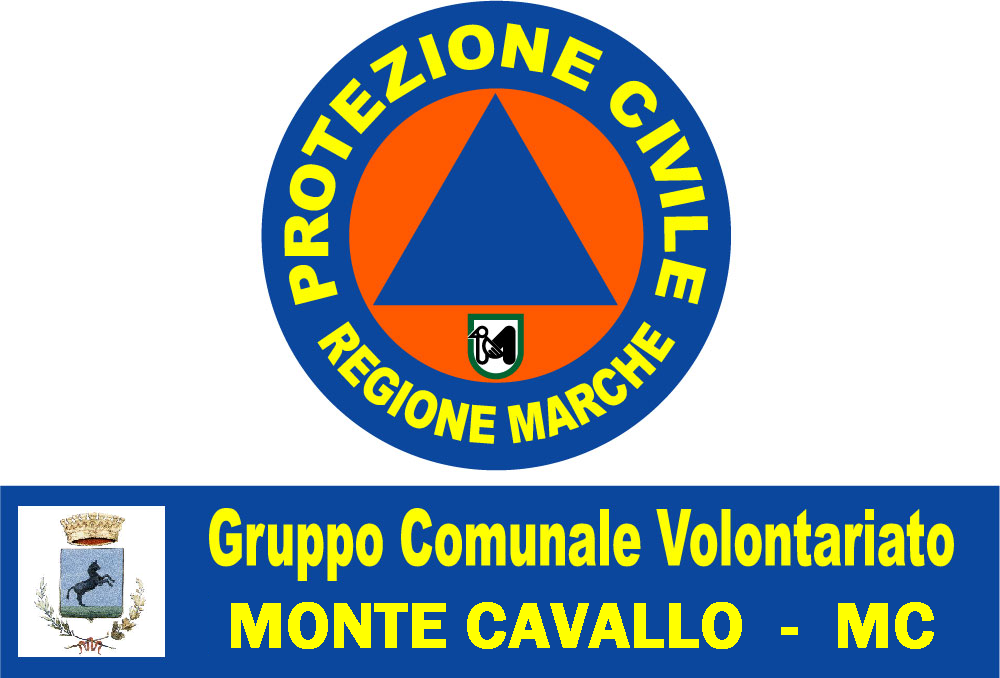 PROTEZIONE CIVILE
REGIONE MARCHE
Gruppo Comunale Volontariato
MONTE CAVALLO - MC